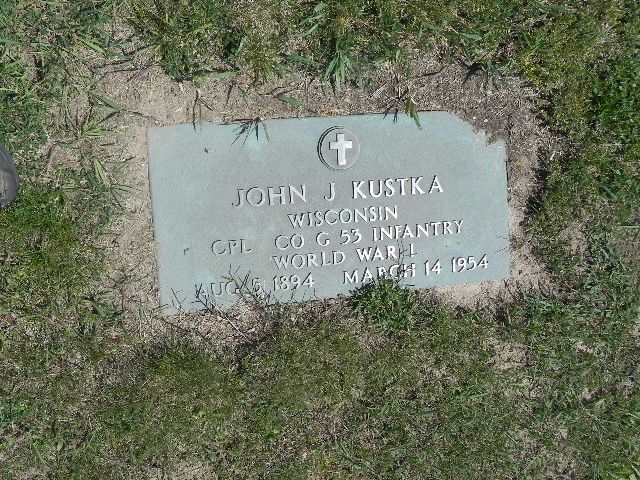 JOHN J KUSTKA
WISCONSIN
CPL CO G 53 INFANTRY
WORLD WAR I
AUG 5 1894 MARCH 14 1954